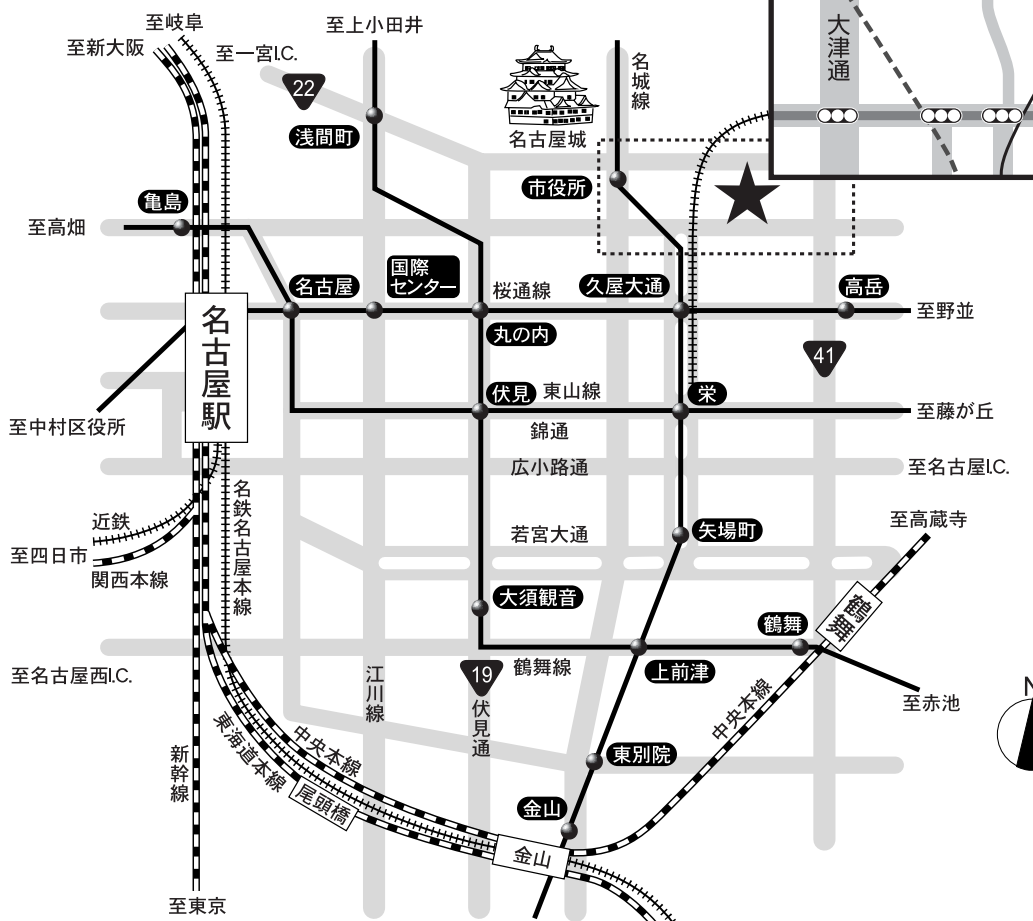 至岐阜
至新大阪
至一宮I.C.
至上小田井
名城線
大津通
22
浅間町
名古屋城
市役所
亀島
至高畑
名古屋
国際
センター
桜通線
久屋大通
高岳
至野並
丸の内
名古屋駅
41
伏見
東山線
栄
至藤が丘
至中村区役所
錦通
広小路通
至名古屋I.C.
名鉄名古屋本線
近鉄
至四日市
関西本線
若宮大通
矢場町
至高蔵寺
大須観音
鶴舞
鶴舞
至名古屋西I.C.
江川線
19
鶴舞線
上前津
伏見通
至赤池
N
中央本線
新幹線
東海道本線
中央本線
尾頭橋
東別院
金山
金山
至東京